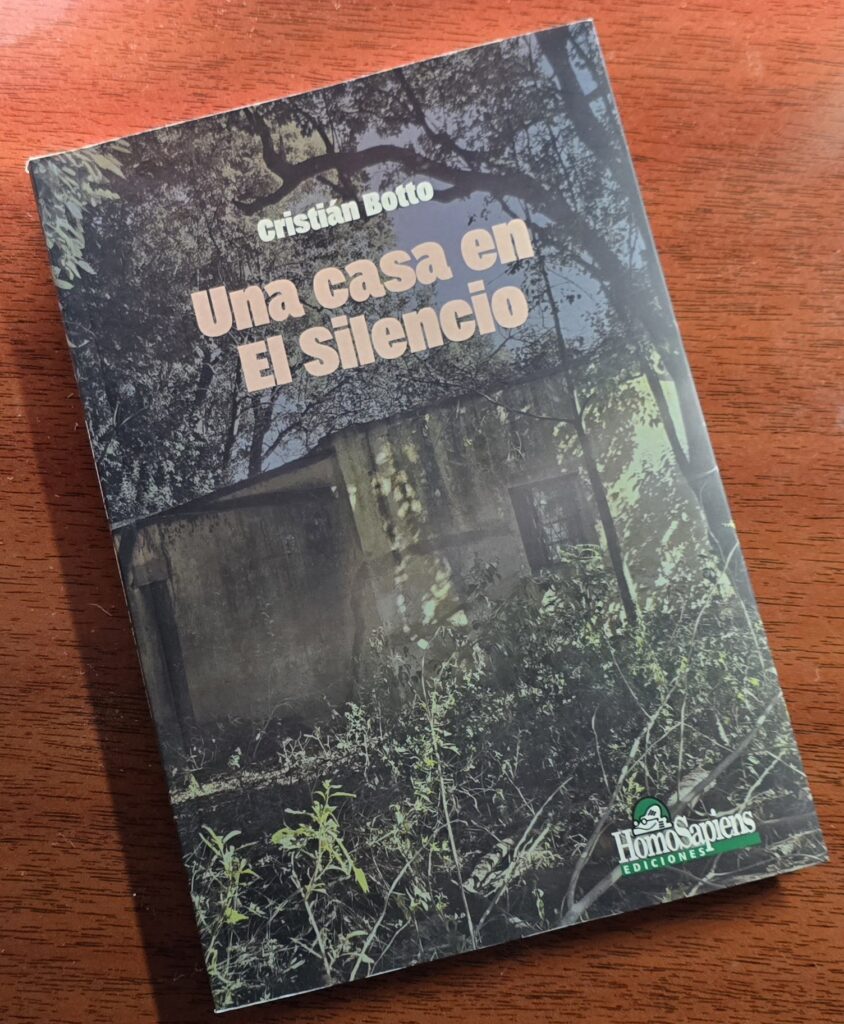 Cristián Botto
Una casa en
El Silencio
HomoSapiens
EDICIONES